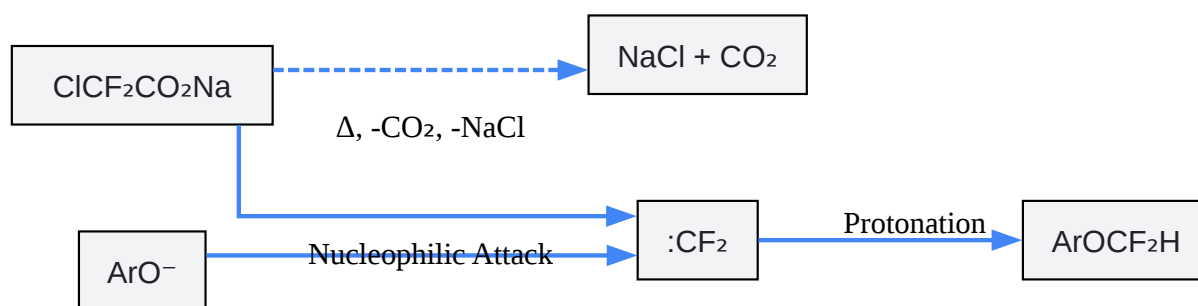 NaCl + CO₂
ClCF₂CO₂Na
Δ, -CO₂, -NaCl
Protonation
:CF₂
ArOCF₂H
Nucleophilic Attack
ArO⁻